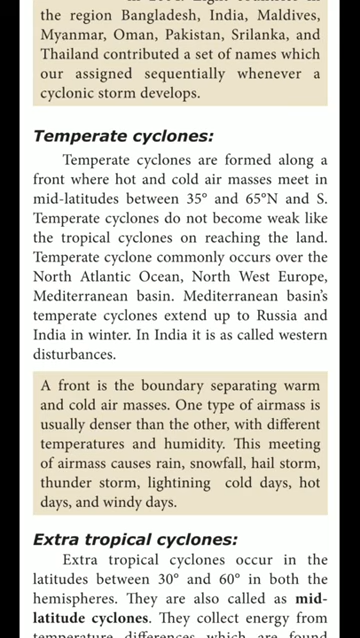 the region Bangladesh, India, Maldives,
Myanmar, Oman, Pakistan, Srilanka, and
Thailand contributed a set of names which
our assigned sequentially whenever a
cyclonic storm develops.
Temperate cyclones:
Temperate cyclones are formed along a
front where hot and cold air masses meet in
mid-latitudes between 35° and 65°N and S.
Temperate cyclones do not become weak like
the tropical cyclones on reaching the land.
Temperate cyclone commonly occurs over the
North Atlantic Ocean, North West Europe,
Mediterranean basin. Mediterranean basin's
temperate cyclones extend up to Russia and
India in winter. In India it is as called western
disturbances.
A front is the boundary separating warm
and cold air masses. One type of airmass is
usually denser than the other, with different
temperatures and humidity. This meeting
of airmass causes rain, snowfall, hail storm,
thunder storm, lightining cold days, hot
days, and windy days.
Extra tropical cyclones:
Extra tropical cyclones occur in the
latitudes between 30° and 60° in both the
hemispheres. They are also called as mid-
latitude cyclones. They collect energy from
temperature differences which are found